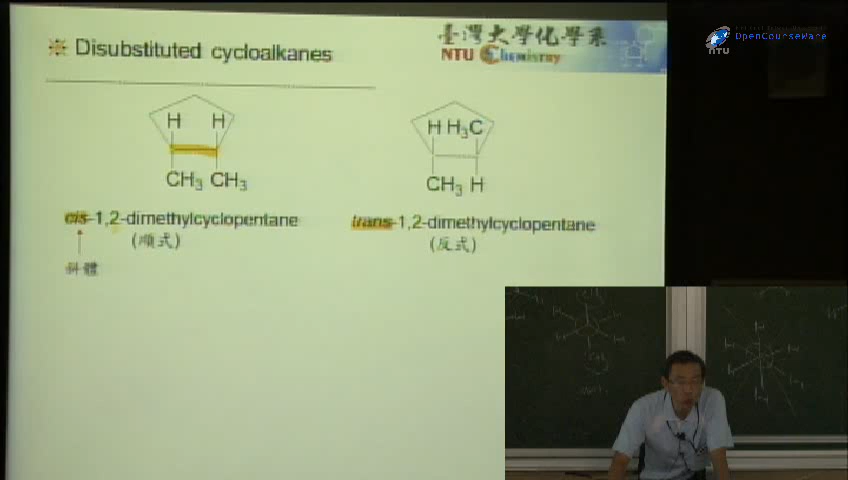 Disubstituted cycloalkanes
臺灣大學化學系
NTU Chemistry
NTU OpenCourseWare
H H
CH3 CH3
H H3C
CH3 H
cis-1,2-dimethylcyclopentane
(順式)
斜體
trans-1,2-dimethylcyclopentane
(反式)